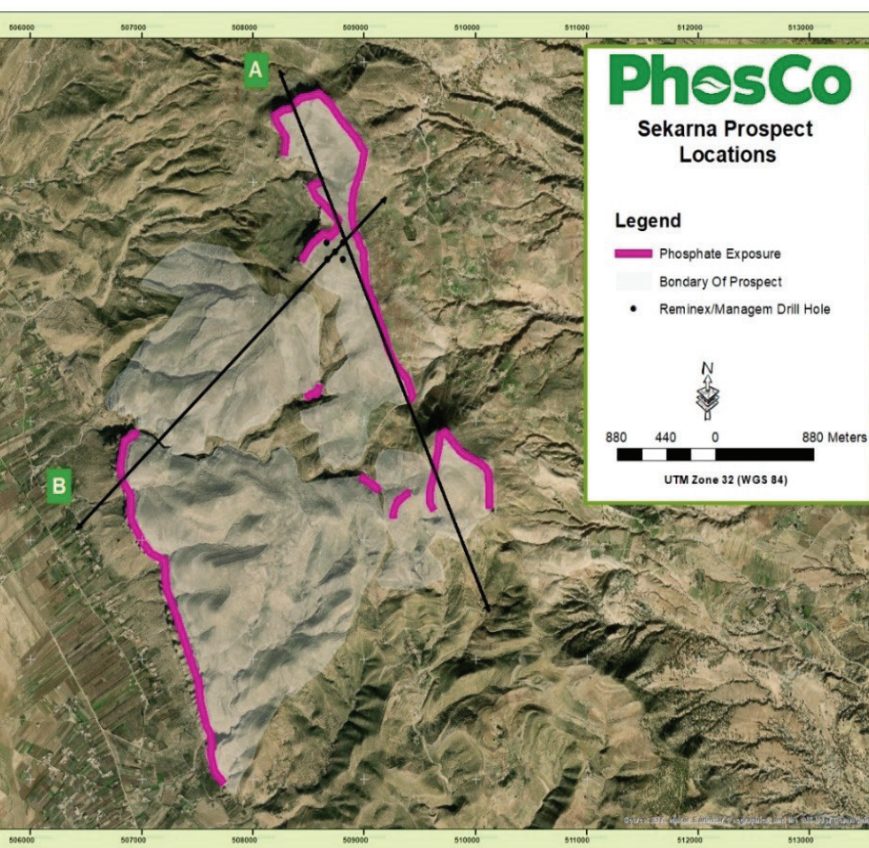 506000 507000 508000 509000 510000 511000 512000 513000
A
PhosCo
Sekarna Prospect
Locations
Legend
Phosphate Exposure
Bondary Of Prospect
Reminex/Managem Drill Hole
N
880 440 0 880 Meters
UTM Zone 32 (WGS 84)
B
506000 507000 508000 509000 510000 511000 512000 513000